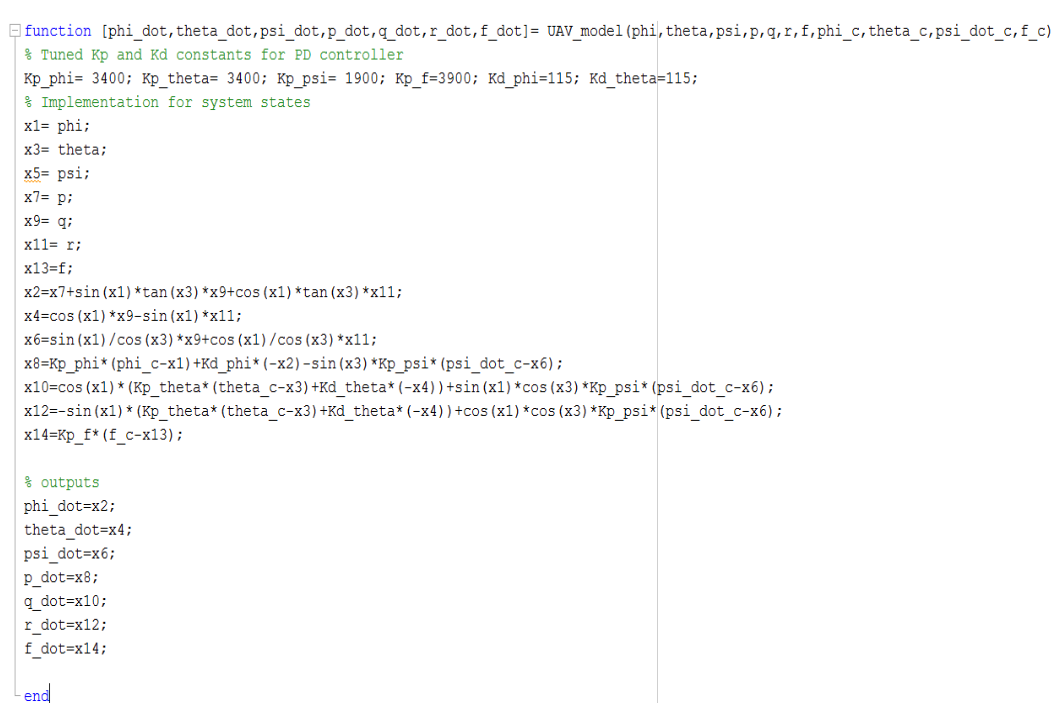 function [phi_dot,theta_dot,psi_dot,p_dot,q_dot,r_dot,f_dot]= UAV_model(phi,theta,psi,p,q,r,f,phi_c,theta_c,psi_dot_c,f_c)
% Tuned Kp and Kd constants for PD controller
Kp_phi= 3400; Kp_theta= 3400; Kp_psi= 1900; Kp_f=3900; Kd_phi=115; Kd_theta=115;
% Implementation for system states
x1= phi;
x3= theta;
x5= psi;
x7= p;
x9= q;
x11= r;
x13=f;
x2=x7+sin(x1)*tan(x3)*x9+cos(x1)*tan(x3)*x11;
x4=cos(x1)*x9-sin(x1)*x11;
x6=sin(x1)/cos(x3)*x9+cos(x1)/cos(x3)*x11;
x8=Kp_phi*(phi_c-x1)+Kd_phi*(-x2)-sin(x3)*Kp_psi*(psi_dot_c-x6);
x10=cos(x1)*(Kp_theta*(theta_c-x3)+Kd_theta*(-x4))+sin(x1)*cos(x3)*Kp_psi*(psi_dot_c-x6);
x12=-sin(x1)*(Kp_theta*(theta_c-x3)+Kd_theta*(-x4))+cos(x1)*cos(x3)*Kp_psi*(psi_dot_c-x6);
x14=Kp_f*(f_c-x13);
% outputs
phi_dot=x2;
theta_dot=x4;
psi_dot=x6;
p_dot=x8;
q_dot=x10;
r_dot=x12;
f_dot=x14;
end